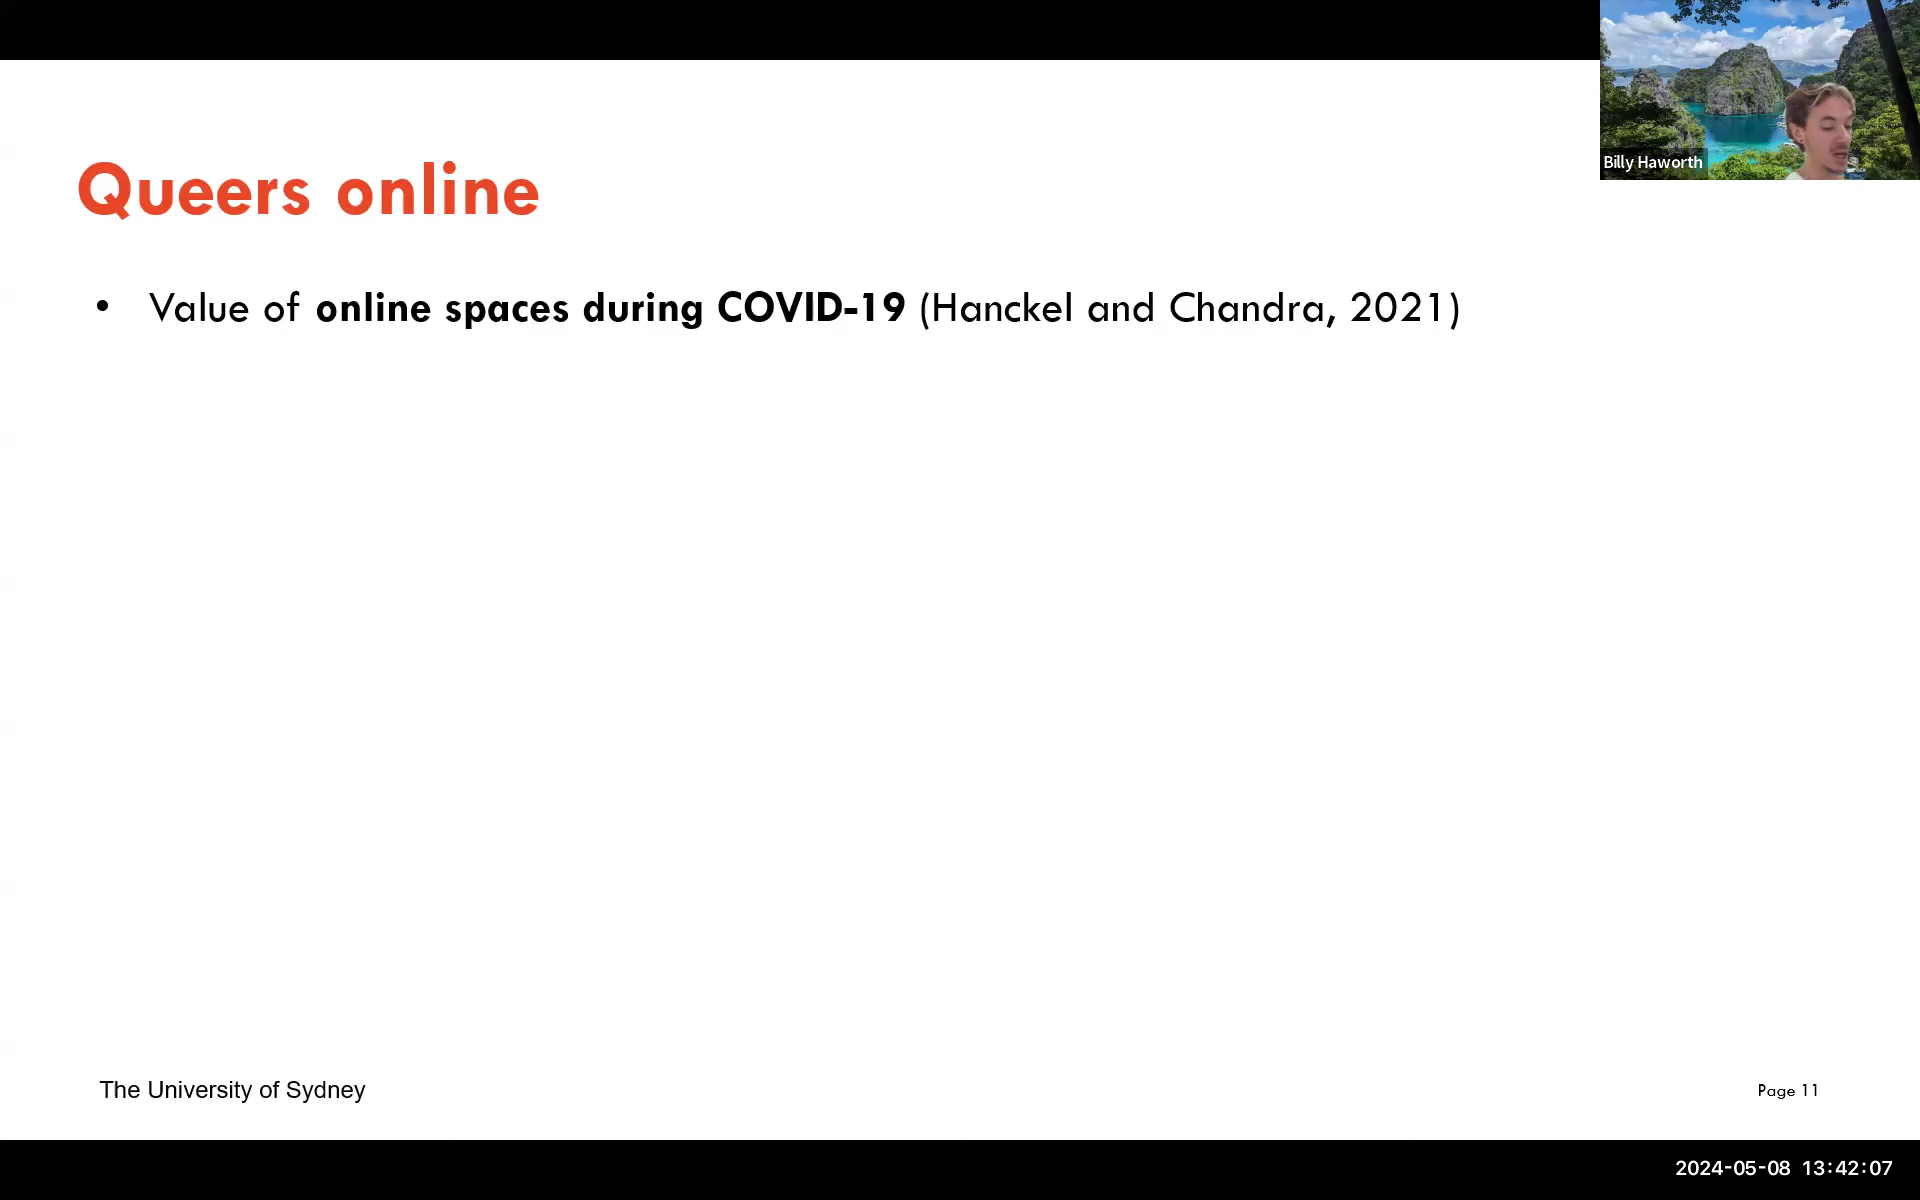 Billy Haworth
Queers online
• Value of online spaces during COVID-19 (Hanckel and Chandra, 2021)
The University of Sydney
Page 11
2024-05-08 13:42:07